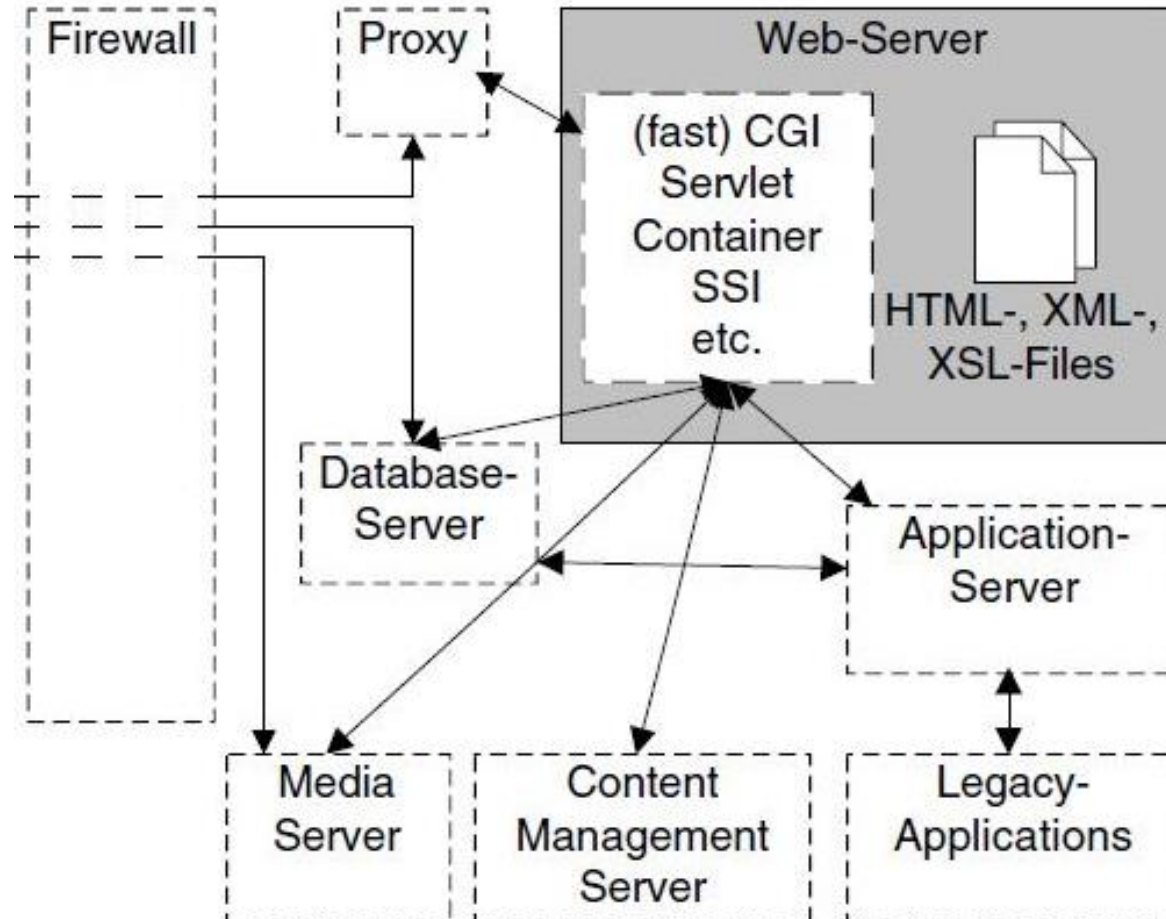 Firewall
Proxy
Web-Server
(fast) CGI
Servlet
Container
SSI
etc.
HTML-, XML-,
XSL-Files
Database-
Server
Application-
Server
Media
Server
Content
Management
Server
Legacy-
Applications